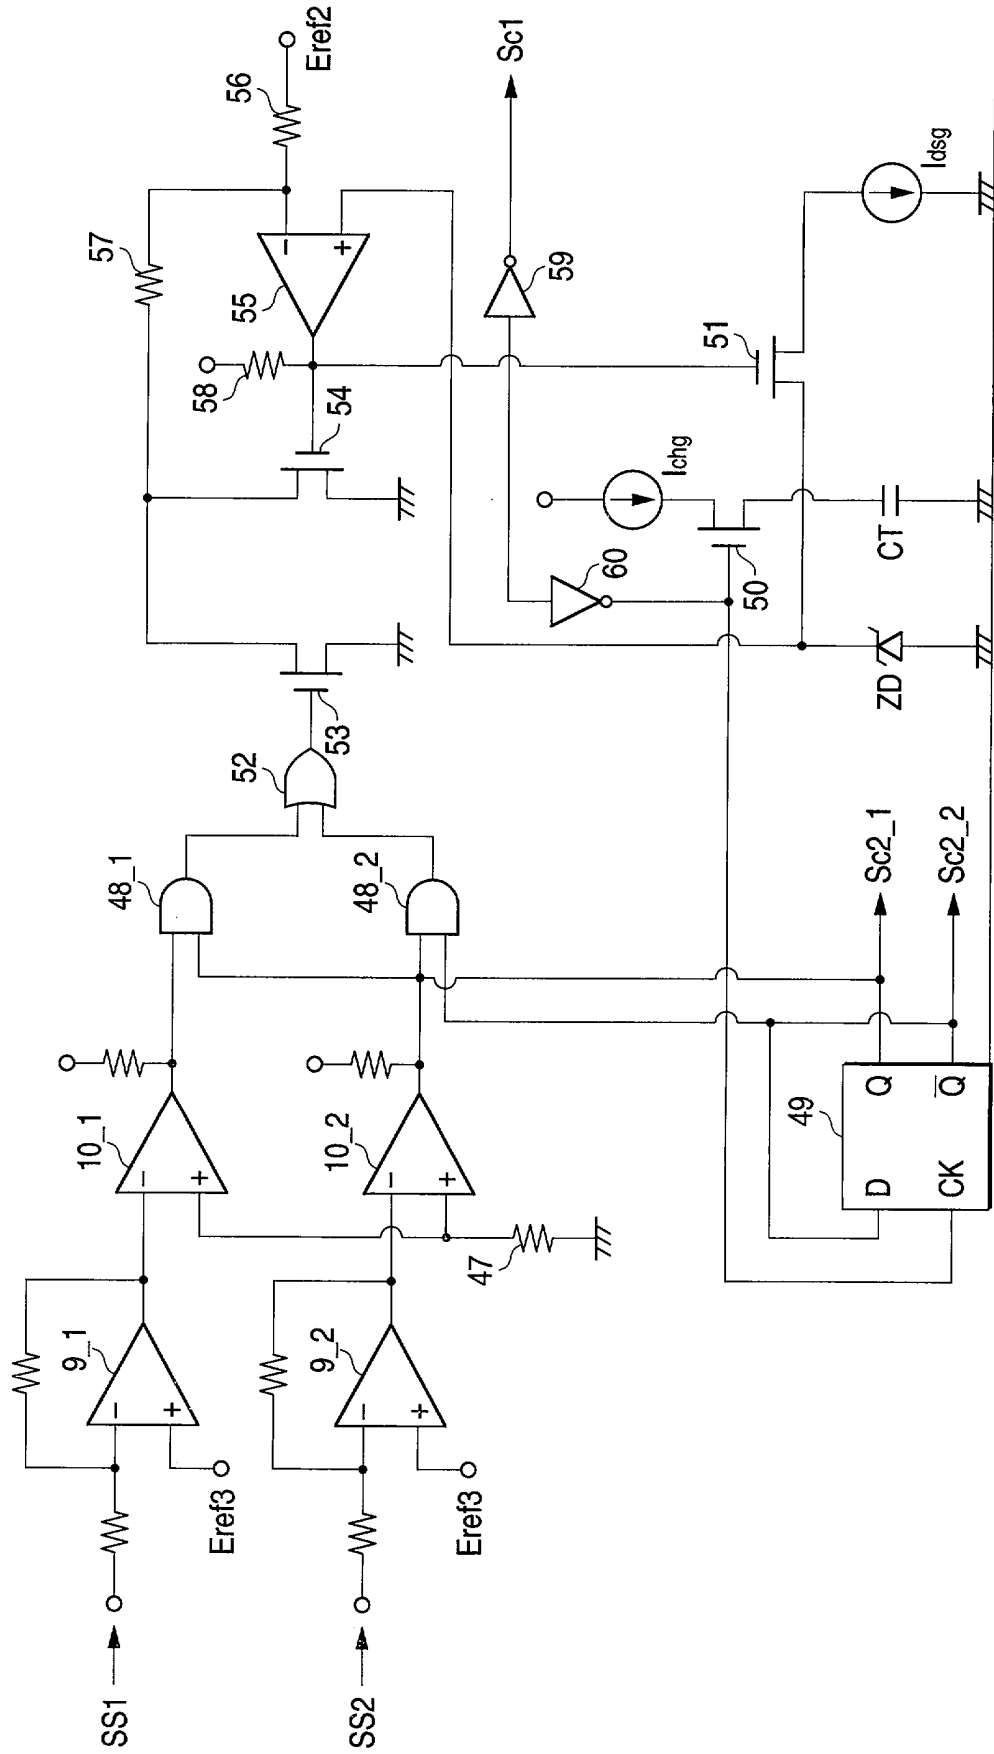 SS1
Eref3
9_1
10_1
48_1
SS2
Eref3
9_2
10_2
47
48_2
52
53
54
58
55
57
56
Eref2
59
Sc1
60
50
Ichg
51
Idsg
CT
ZD
49
D
Q
CK
Q̅
Sc2_1
Sc2_2
−
+
−
+
−
+
−
+
−
+